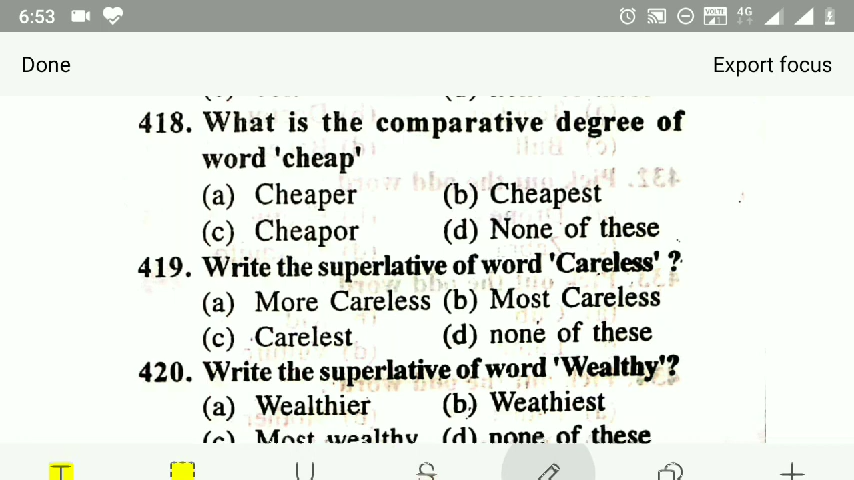 6:53
VOLTE
4G
Done
Export focus
418. What is the comparative degree of
word 'cheap'
(a) Cheaper (b) Cheapest
(c) Cheapor (d) None of these
419. Write the superlative of word 'Careless' ?
(a) More Careless (b) Most Careless
(c) Carelest (d) none of these
420. Write the superlative of word 'Wealthy'?
(a) Wealthier (b) Weathiest
(c) Most wealthy (d) none of these
T U S